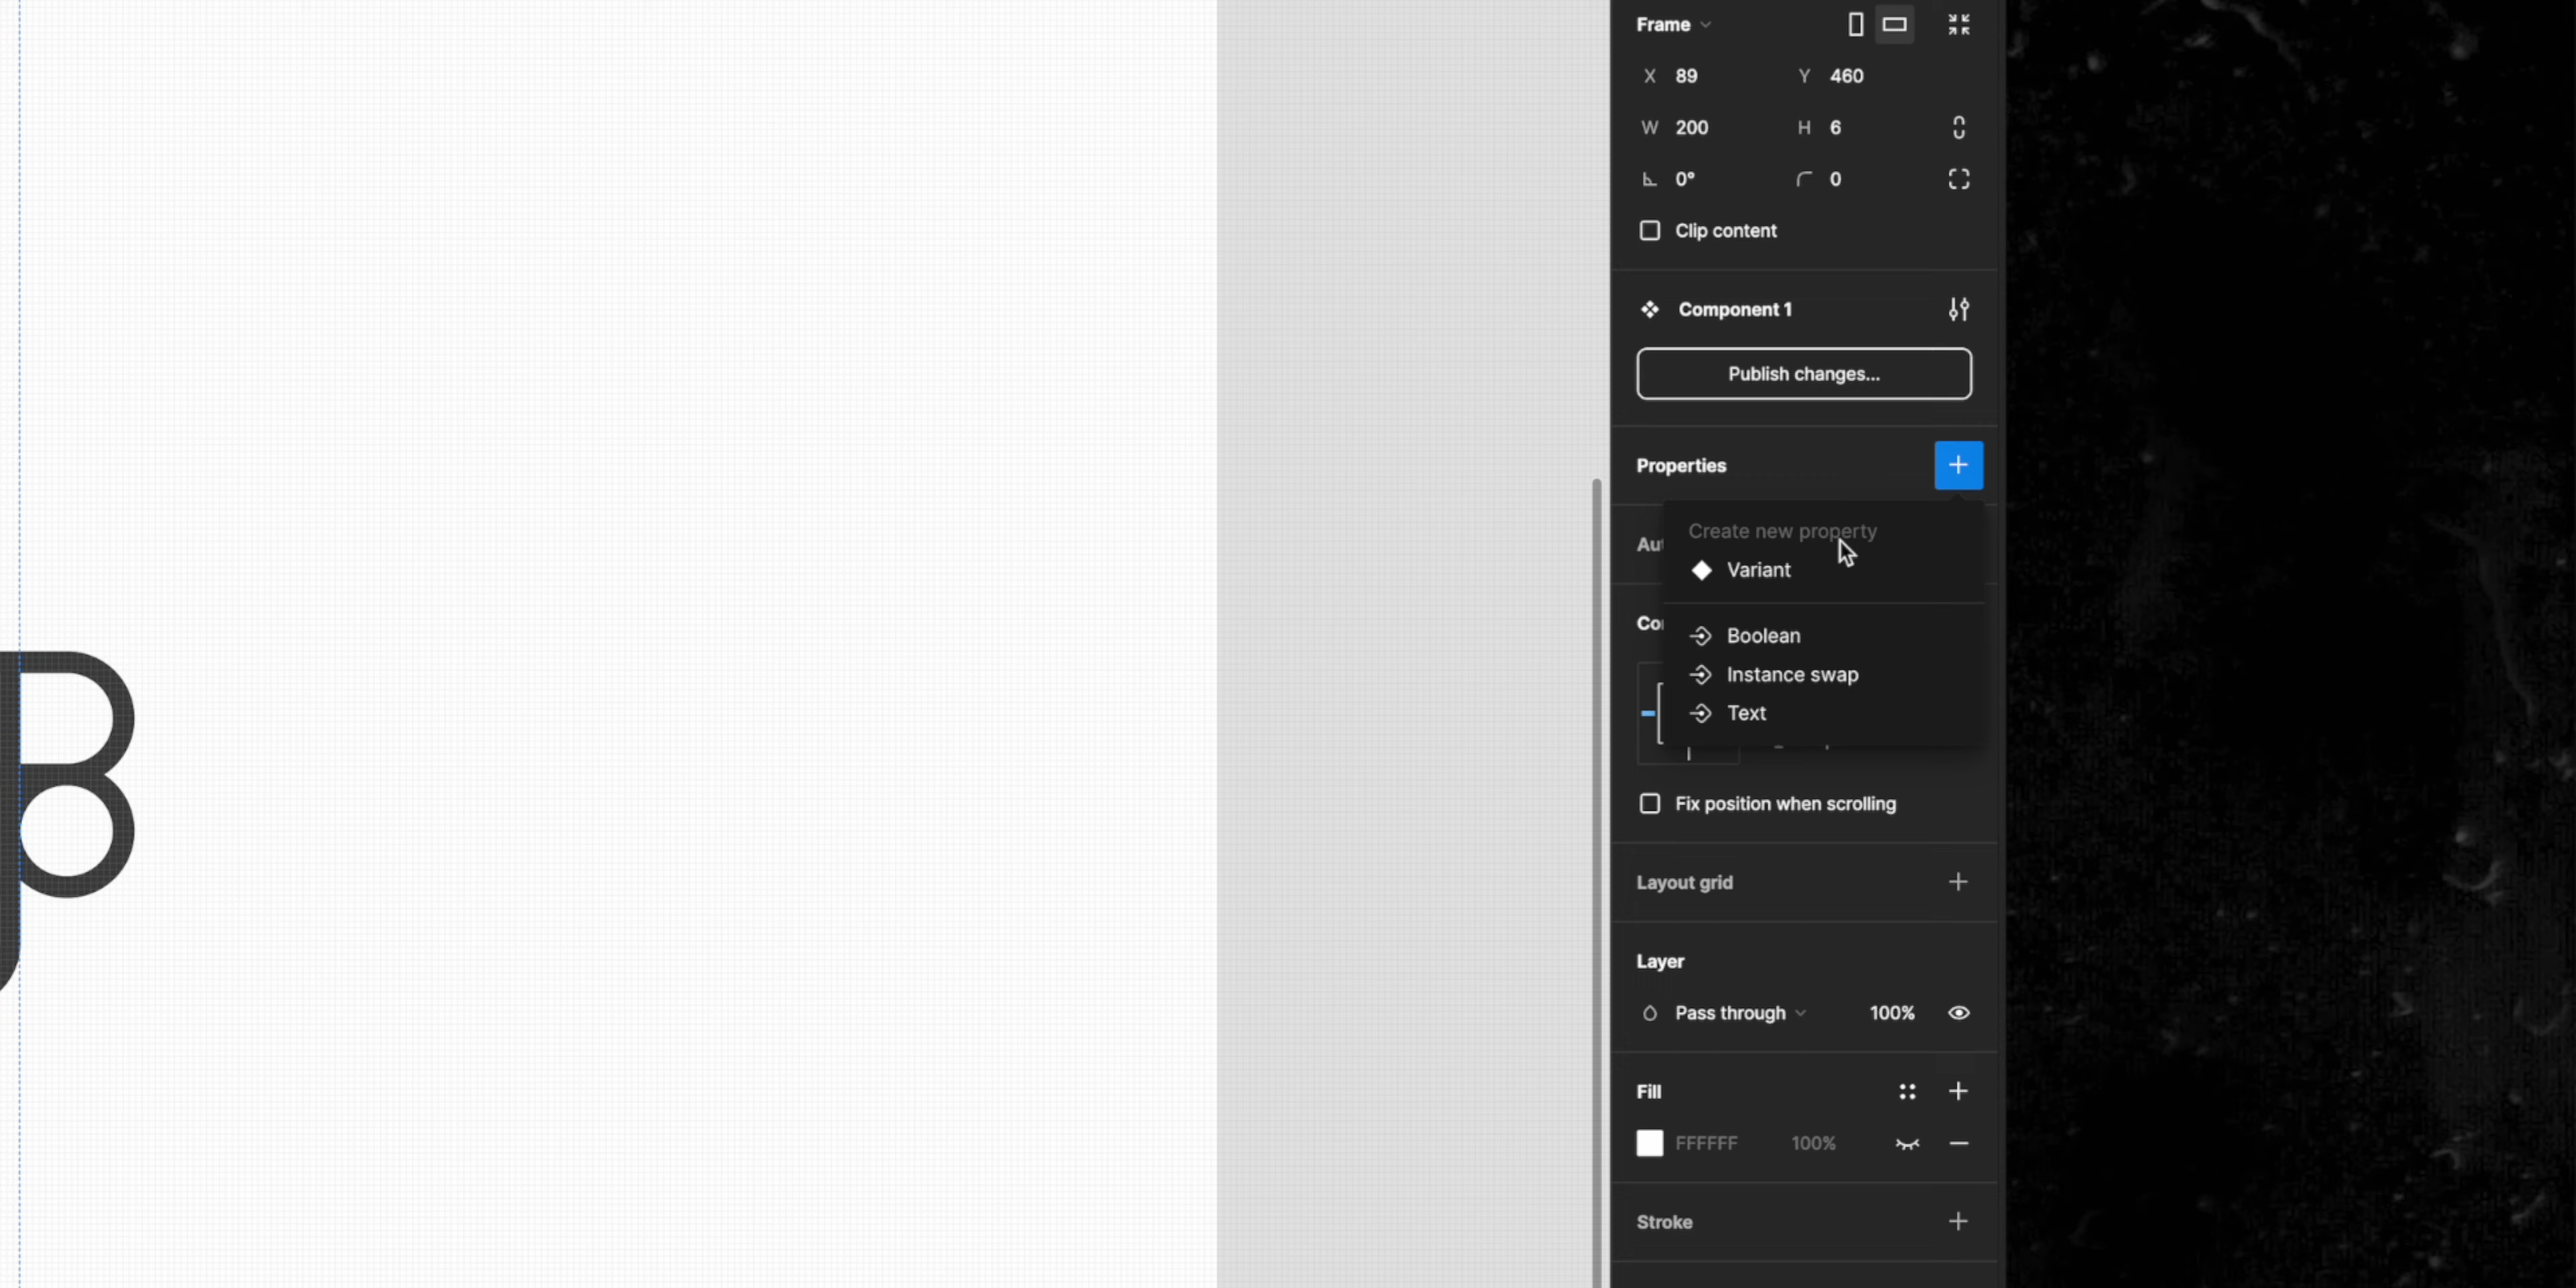 Frame
X 89 Y 460
W 200 H 6
0° 0
Clip content
Component 1
Publish changes...
Properties
Create new property
Variant
Boolean
Instance swap
Text
Fix position when scrolling
Layout grid
Layer
Pass through 100%
Fill
FFFFFF 100%
Stroke